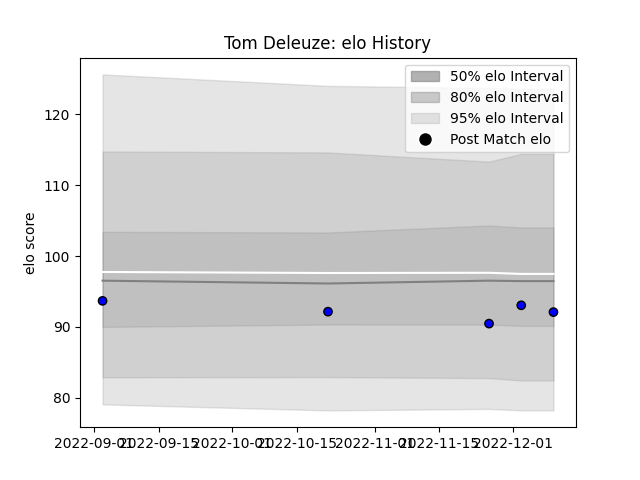 Tom Deleuze: elo History
50% elo Interval
80% elo Interval
95% elo Interval
Post Match elo
elo score
120
110
100
90
80
2022-09-01 2022-09-15 2022-10-01 2022-10-15 2022-11-01 2022-11-15 2022-12-01